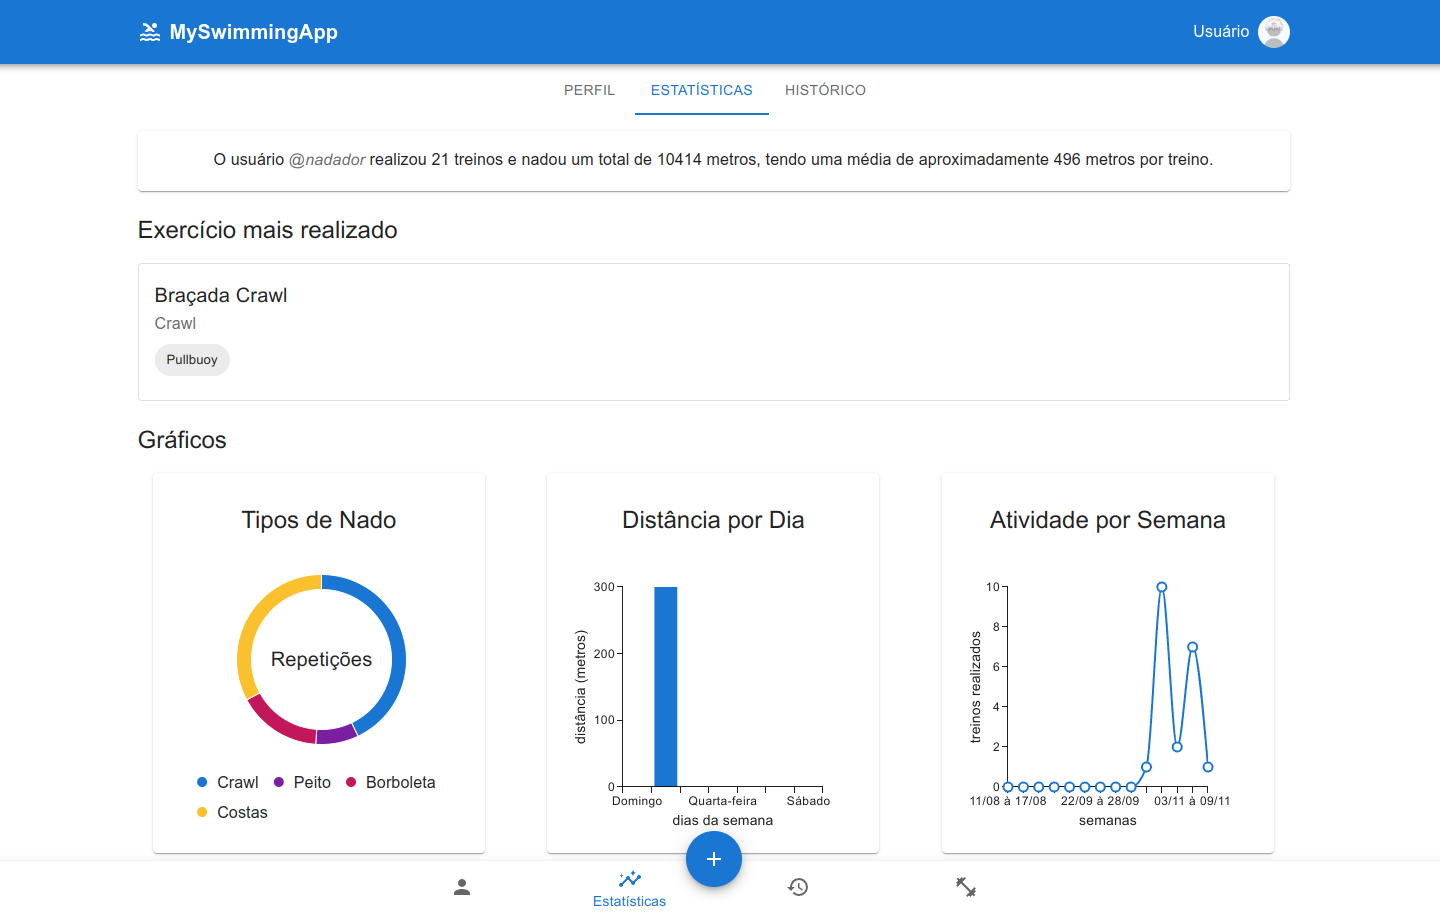 MySwimmingApp
Usuário
PERFIL
ESTATÍSTICAS
HISTÓRICO
O usuário @nadador realizou 21 treinos e nadou um total de 10414 metros, tendo uma média de aproximadamente 496 metros por treino.
Exercício mais realizado
Braçada Crawl
Crawl
Pullbuoy
Gráficos
Tipos de Nado
Repetições
Crawl
Peito
Borboleta
Costas
Distância por Dia
distância (metros)
300
200
100
0
Domingo
Quarta-feira
Sábado
dias da semana
Atividade por Semana
treinos realizados
10
8
6
4
2
0
11/08 à 17/08
22/09 à 28/09
03/11 à 09/11
semanas
Estatísticas